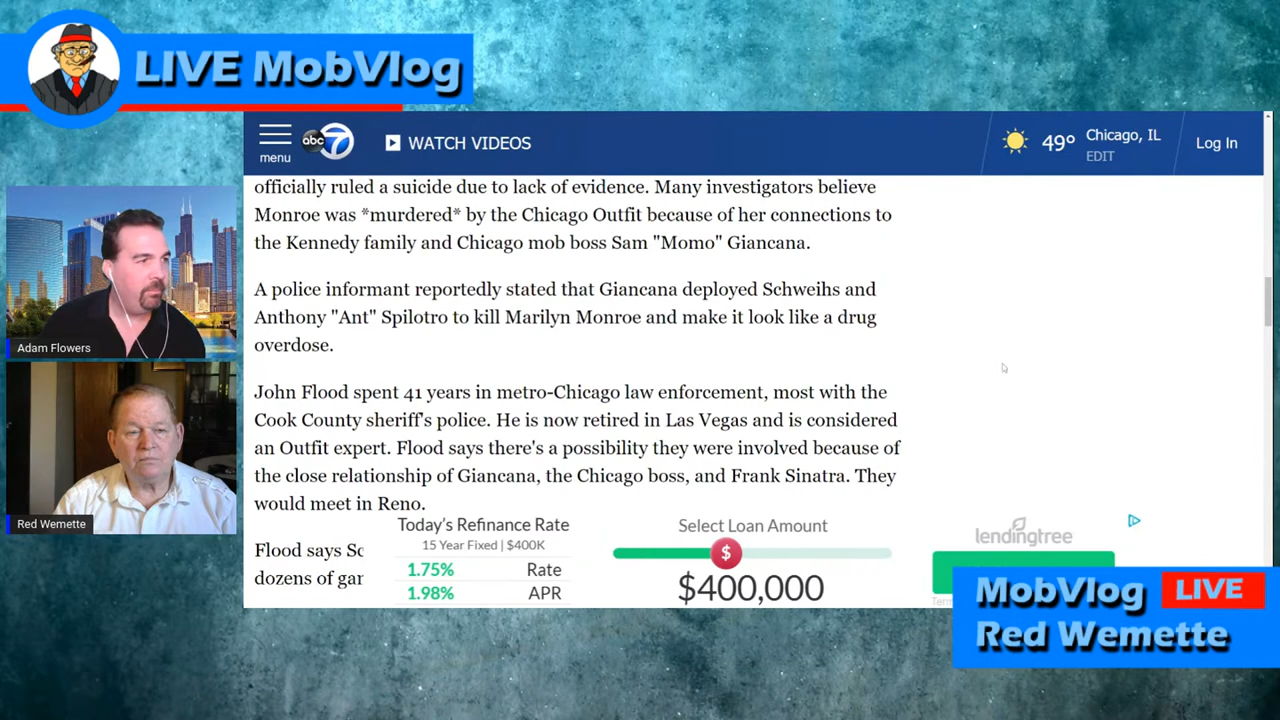 LIVE MobVlog
menu
abc 7
WATCH VIDEOS
49°
Chicago, IL
EDIT
Log In
officially ruled a suicide due to lack of evidence. Many investigators believe
Monroe was *murdered* by the Chicago Outfit because of her connections to
the Kennedy family and Chicago mob boss Sam "Momo" Giancana.
A police informant reportedly stated that Giancana deployed Schweihs and
Anthony "Ant" Spilotro to kill Marilyn Monroe and make it look like a drug
overdose.
John Flood spent 41 years in metro-Chicago law enforcement, most with the
Cook County sheriff's police. He is now retired in Las Vegas and is considered
an Outfit expert. Flood says there's a possibility they were involved because of
the close relationship of Giancana, the Chicago boss, and Frank Sinatra. They
would meet in Reno.
Flood says
dozens of
Today's Refinance Rate
15 Year Fixed | $400K
1.75% Rate
1.98% APR
Select Loan Amount
$
$400,000
lendingtree
Adam Flowers
Red Wemette
MobVlog LIVE
Red Wemette